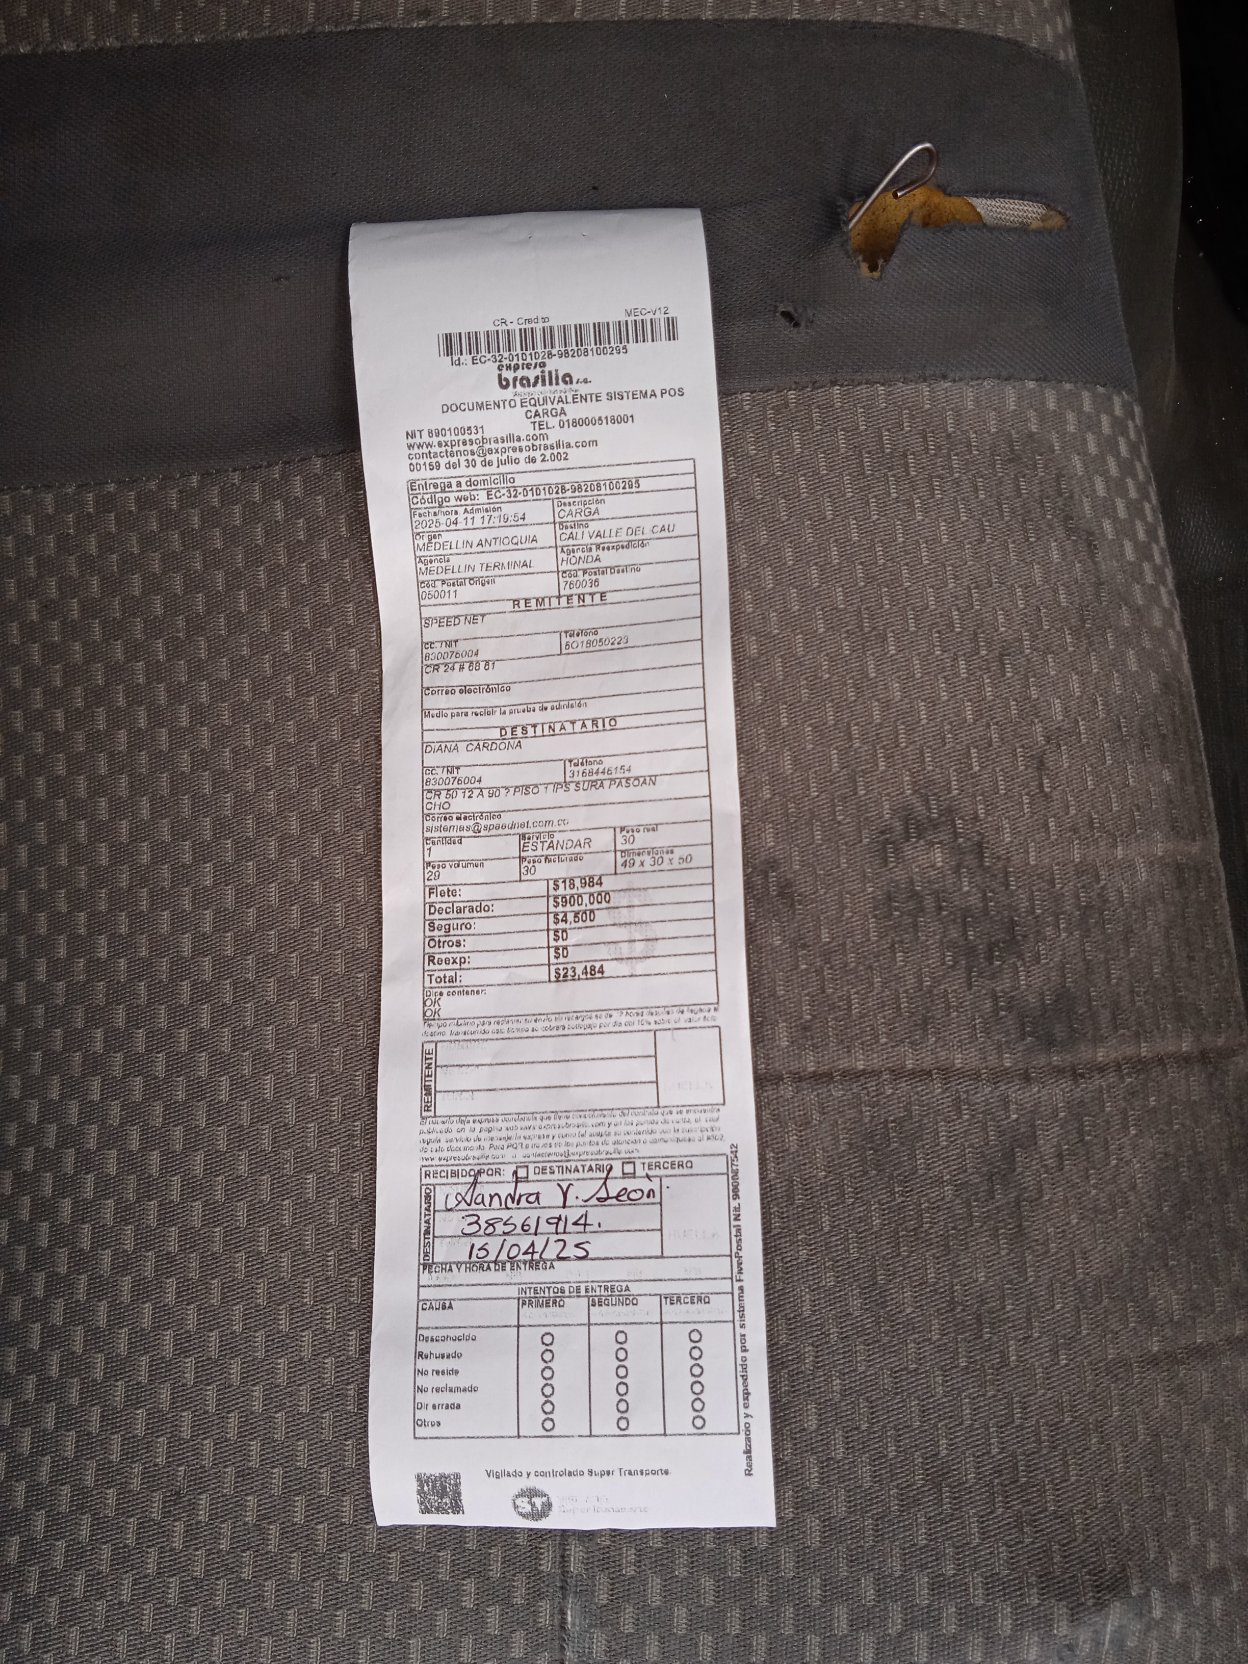 CR - Credito MEC-v12
Id.: EC-32-0101028-98208100295
expreso
brasilia s.a.
DOCUMENTO EQUIVALENTE SISTEMA POS
CARGA
NIT 890100531 TEL. 018000518001
www.expresobrasilia.com
contactenos@expresobrasilia.com
00159 del 30 de julio de 2.002
Entrega a domicilio
Código web: EC-32-0101028-98208100295
Fecha/hora Admisión Descripción
2025-04-11 17:19:54 CARGA
Origen Destino
MEDELLIN ANTIOQUIA CALI VALLE DEL CAU
Agencia Agencia Reexpedición
MEDELLIN TERMINAL HONDA
Cód. Postal Origen Cód. Postal Destino
050011 760036
REMITENTE
SPEED NET
CC. / NIT Teléfono
830076004 6018050223
CR 24 # 68 61
Correo electrónico
Medio para recibir la prueba de admisión
DESTINATARIO
DIANA CARDONA
CC. / NIT Teléfono
830076004 3168446154
CR 50 12 A 90 ? PISO 1 IPS SURA PASOAN
CHO
Correo electrónico
sistemas@speednet.com.co
Cantidad Servicio Peso real
1 ESTANDAR 30
Peso volumen Peso facturado Dimensiones
29 30 49 x 30 x 50
Flete: $18,984
Declarado: $900,000
Seguro: $4,500
Otros: $0
Reexp: $0
Total: $23,484
Dice contener:
OK
OK
REMITENTE
RECIBIDO POR: DESTINATARIO TERCERO
DESTINATARIO
Sandra Y. León
38561914.
15/04/25
FECHA Y HORA DE ENTREGA
INTENTOS DE ENTREGA
CAUSA PRIMERO SEGUNDO TERCERO
Desconocido
Rehusado
No reside
No reclamado
Dir errada
Otros
Realizado y expedido por sistema FivePostal Nit. 900087542
Vigilado y controlado Super Transporte
ST